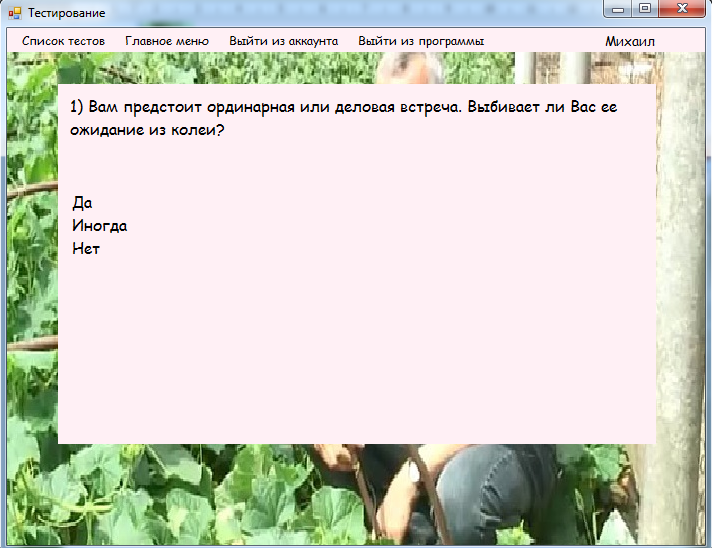 Тестирование
Список тестов Главное меню Выйти из аккаунта Выйти из программы Михаил
1) Вам предстоит ординарная или деловая встреча. Выбивает ли Вас ее
ожидание из колеи?
Да
Иногда
Нет